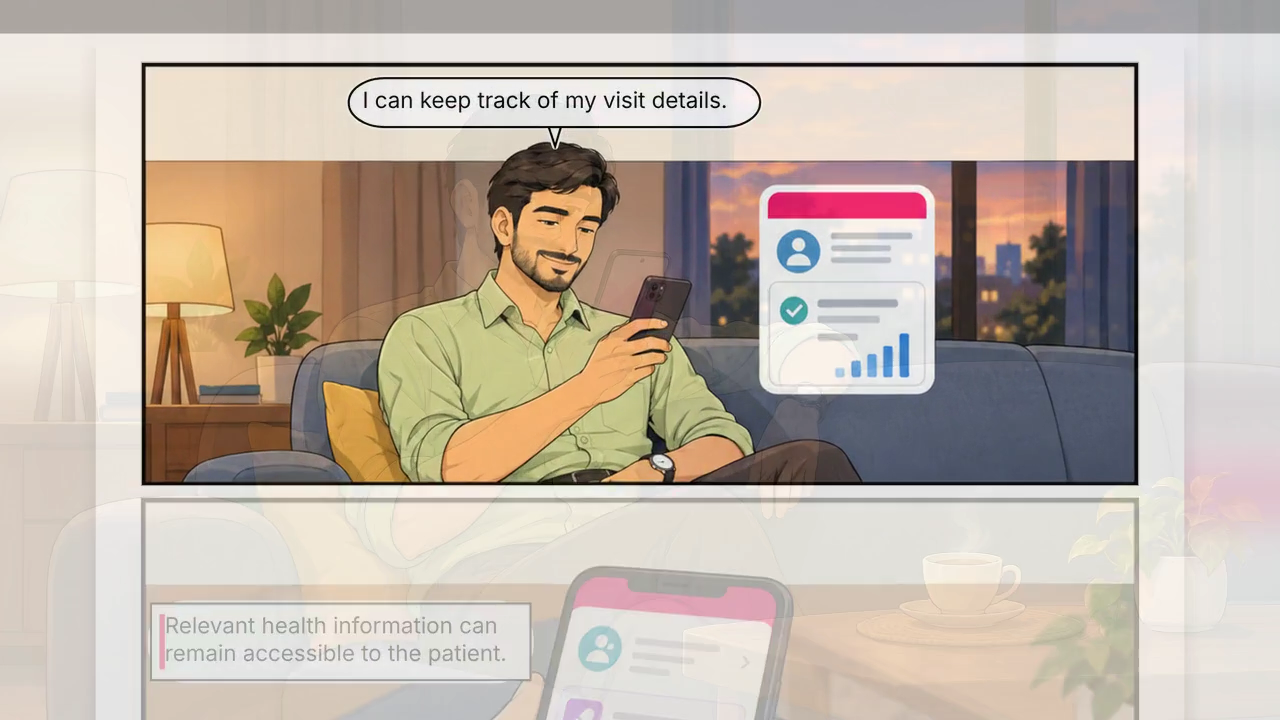 I can keep track of my visit details.
Relevant health information can
remain accessible to the patient.